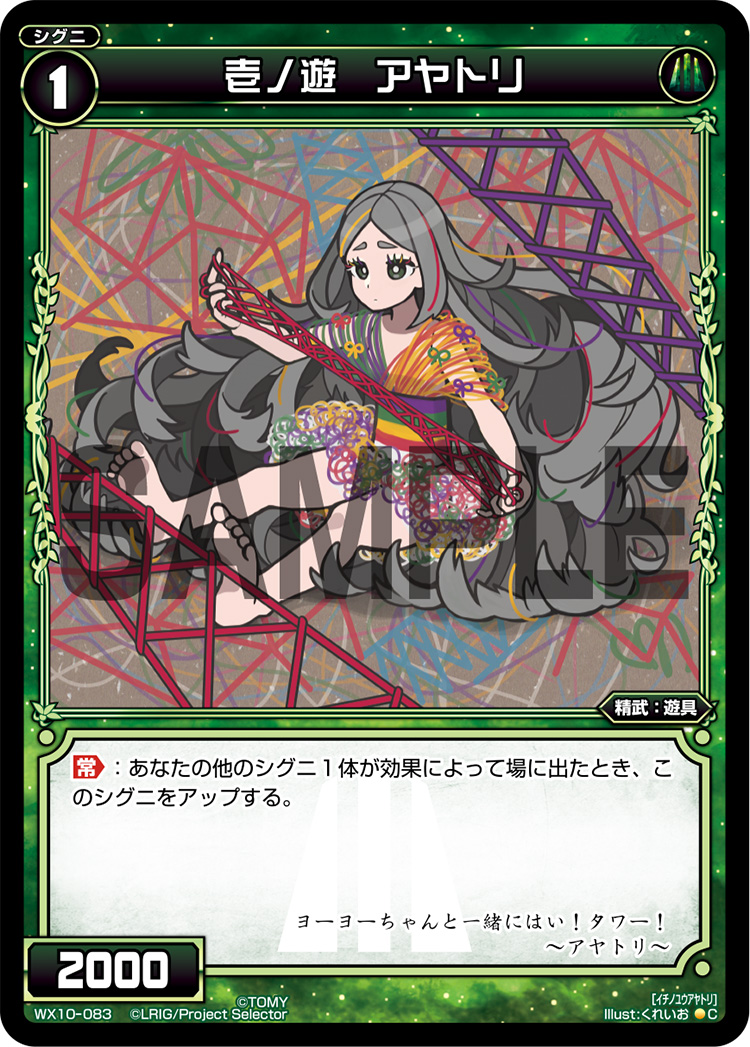 シグニ
1
壱ノ遊　アヤトリ
SAMPLE
精武：遊具
常：あなたの他のシグニ１体が効果によって場に出たとき、こ
のシグニをアップする。
ヨーヨーちゃんと一緒にはい！タワー！
～アヤトリ～
2000
©TOMY
[イチノユウアヤトリ]
WX10-083 ©LRIG/Project Selector
Illust:くれいお C